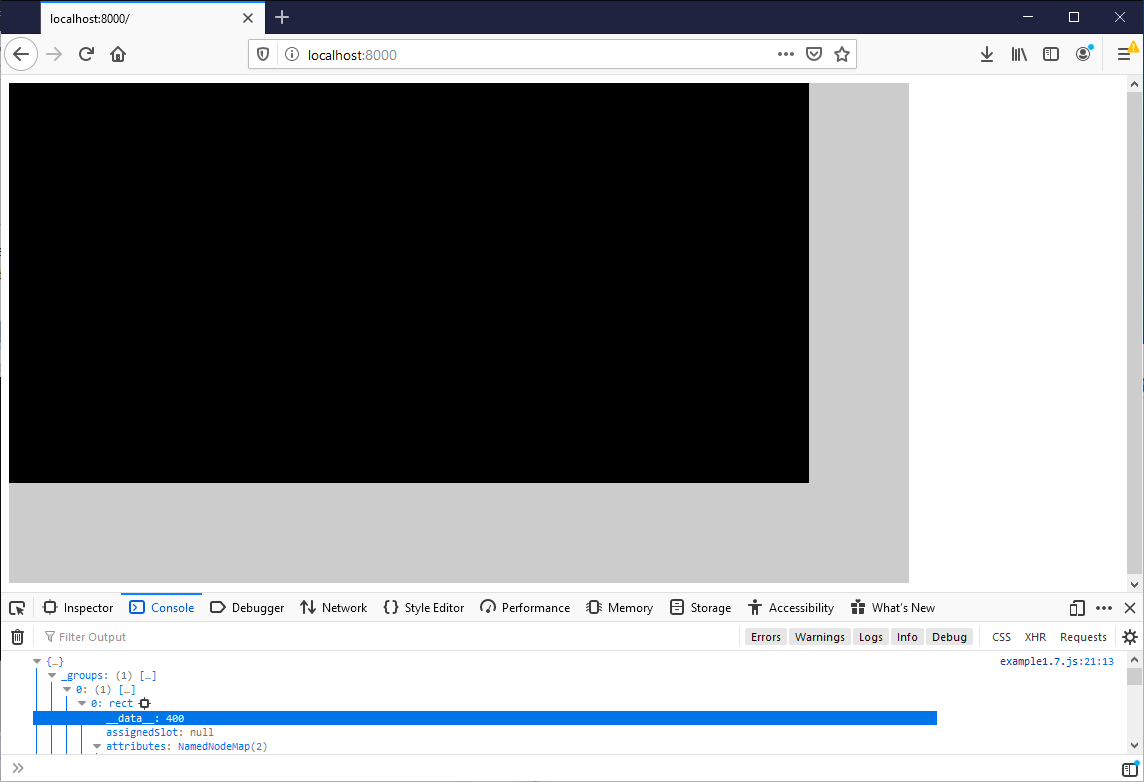 localhost:8000/
localhost:8000
Inspector Console Debugger Network Style Editor Performance Memory Storage Accessibility What's New
Filter Output Errors Warnings Logs Info Debug CSS XHR Requests
{…} example1.7.js:21:13
_groups: (1) […]
0: (1) […]
0: rect
__data__: 400
assignedSlot: null
attributes: NamedNodeMap(2)